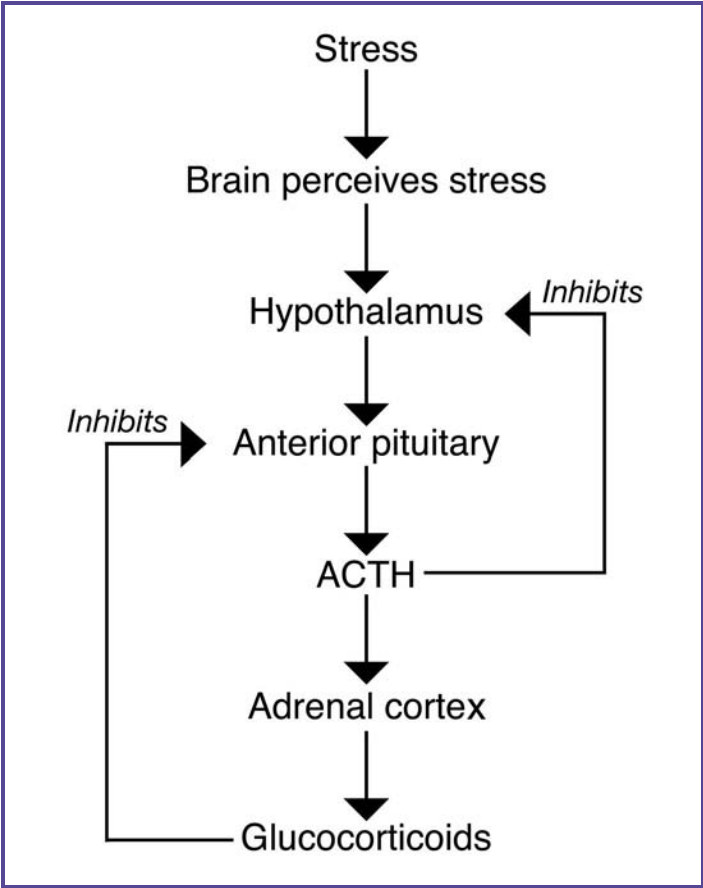 Stress
Brain perceives stress
Inhibits
Hypothalamus
Inhibits
Anterior pituitary
ACTH
Adrenal cortex
Glucocorticoids